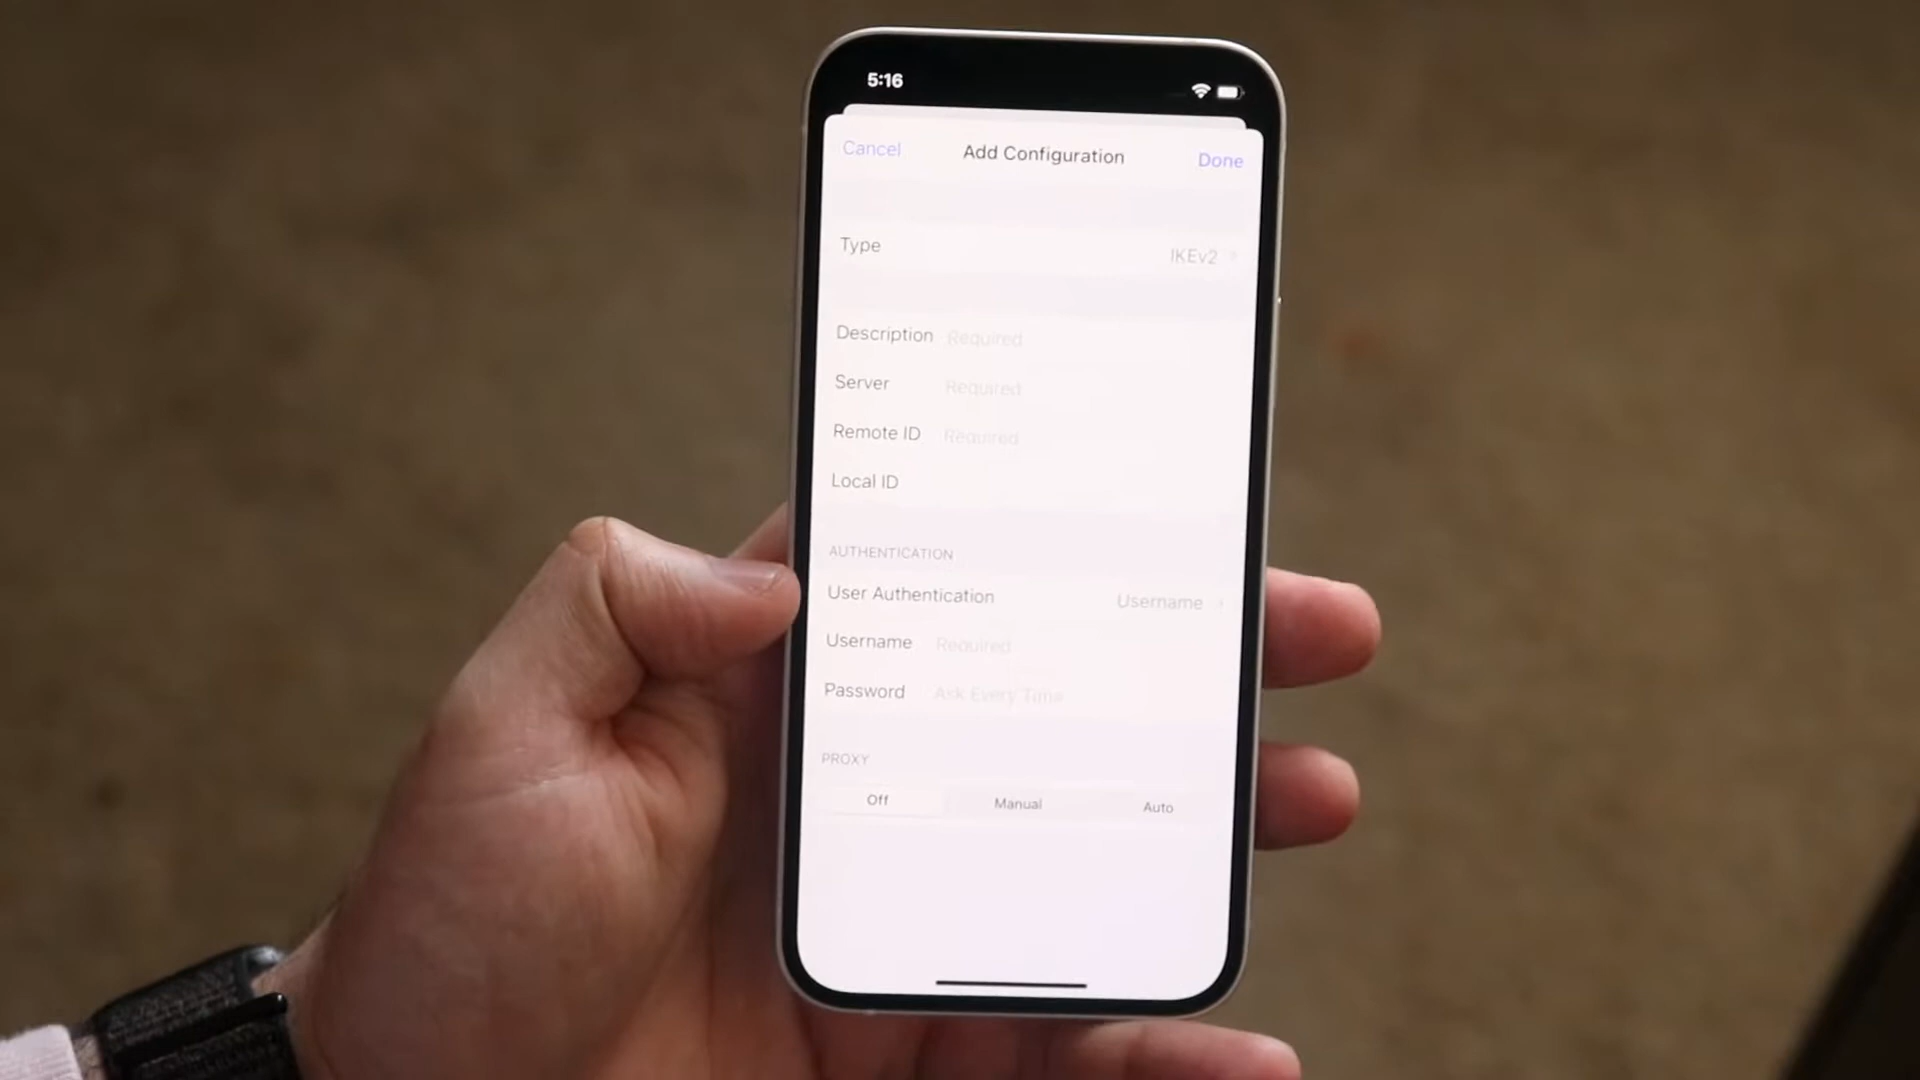 5:16
Cancel Add Configuration Done
Type IKEv2
Description Required
Server Required
Remote ID Required
Local ID
AUTHENTICATION
User Authentication Username
Username Required
Password Ask Every Time
PROXY
Off Manual Auto